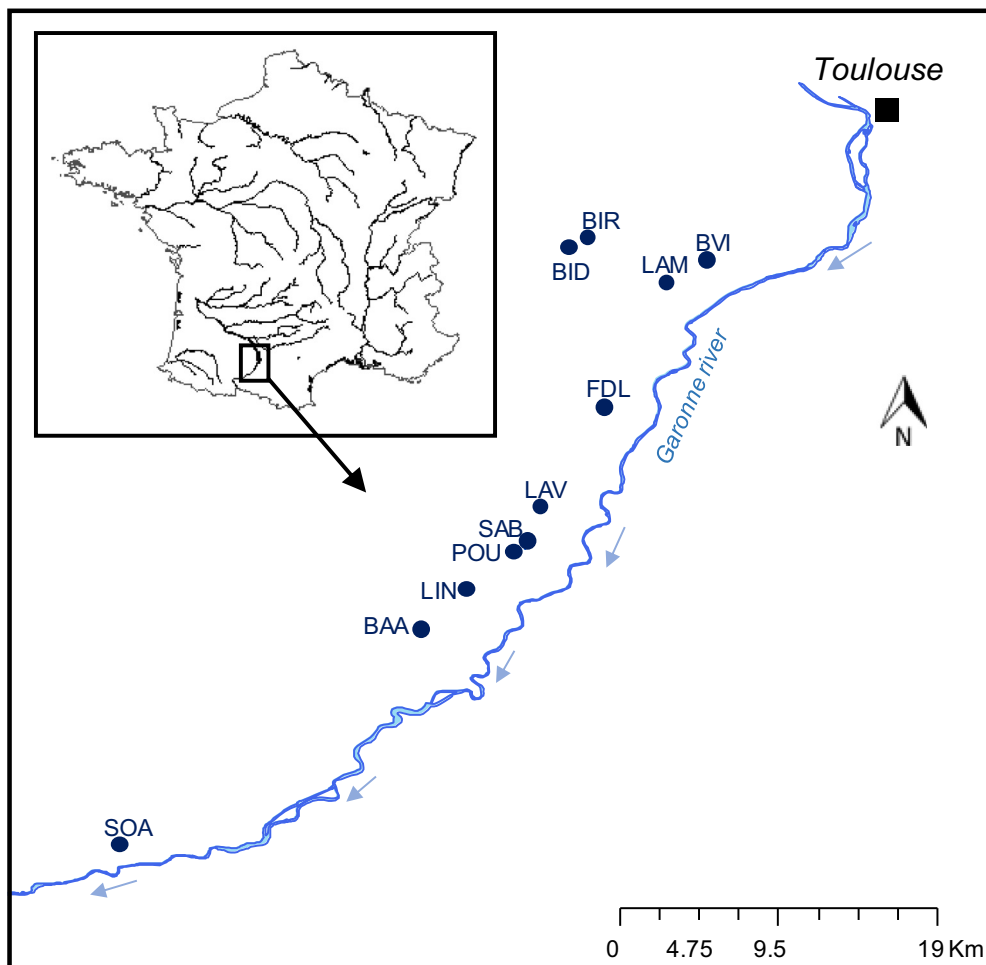 Toulouse
BIR
BVI
BID
LAM
FDL
Garonne river
N
LAV
SAB
POU
LIN
BAA
SOA
0 4.75 9.5 19 Km